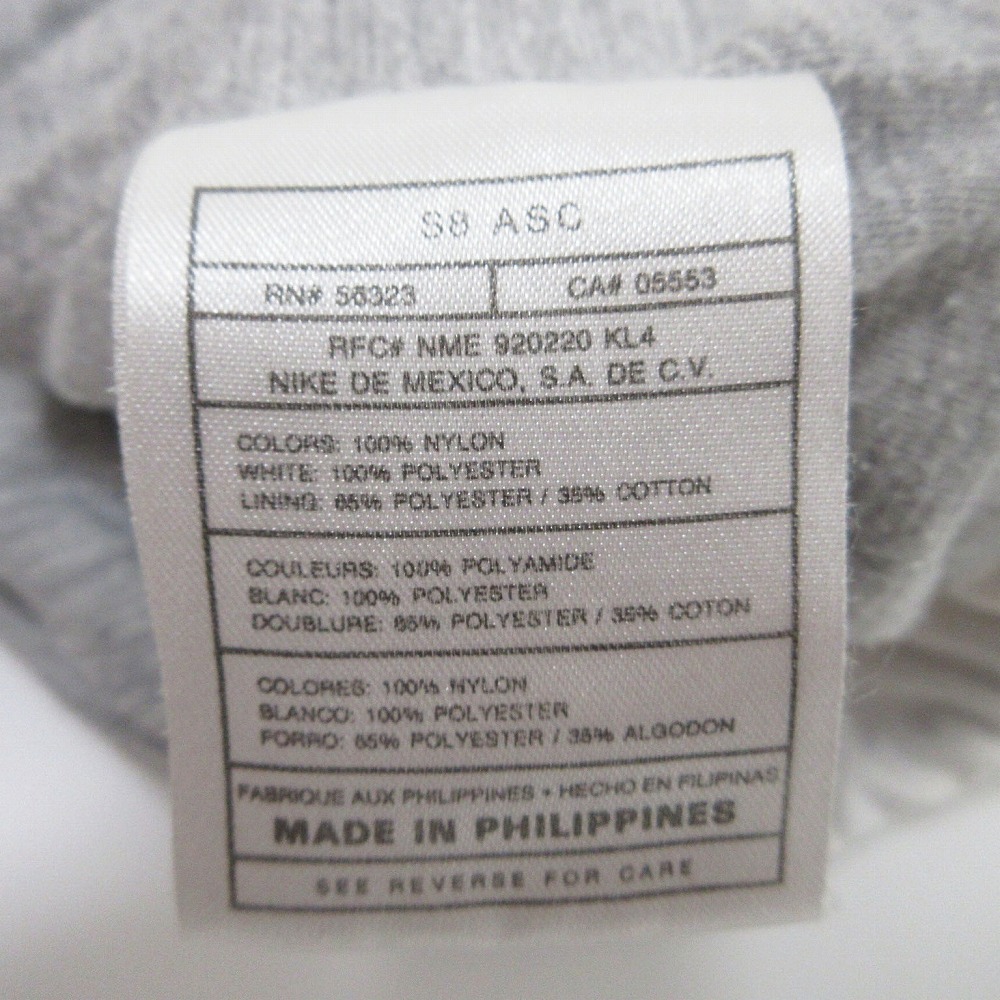 S8 ASC
RN# 56323
CA# 05553
RFC# NME 920220 KL4
NIKE DE MEXICO, S.A. DE C.V.
COLORS: 100% NYLON
WHITE: 100% POLYESTER
LINING: 65% POLYESTER / 35% COTTON
COULEURS: 100% POLYAMIDE
BLANC: 100% POLYESTER
DOUBLURE: 65% POLYESTER / 35% COTON
COLORES: 100% NYLON
BLANCO: 100% POLYESTER
FORRO: 65% POLYESTER / 35% ALGODON
FABRIQUE AUX PHILIPPINES • HECHO EN FILIPINAS
MADE IN PHILIPPINES
SEE REVERSE FOR CARE